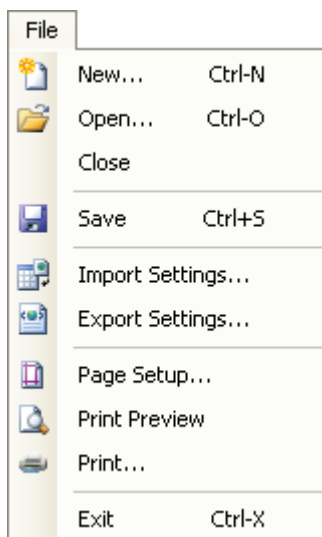 File
New... Ctrl-N
Open... Ctrl-O
Close
Save Ctrl+S
Import Settings...
Export Settings...
Page Setup...
Print Preview
Print...
Exit Ctrl-X